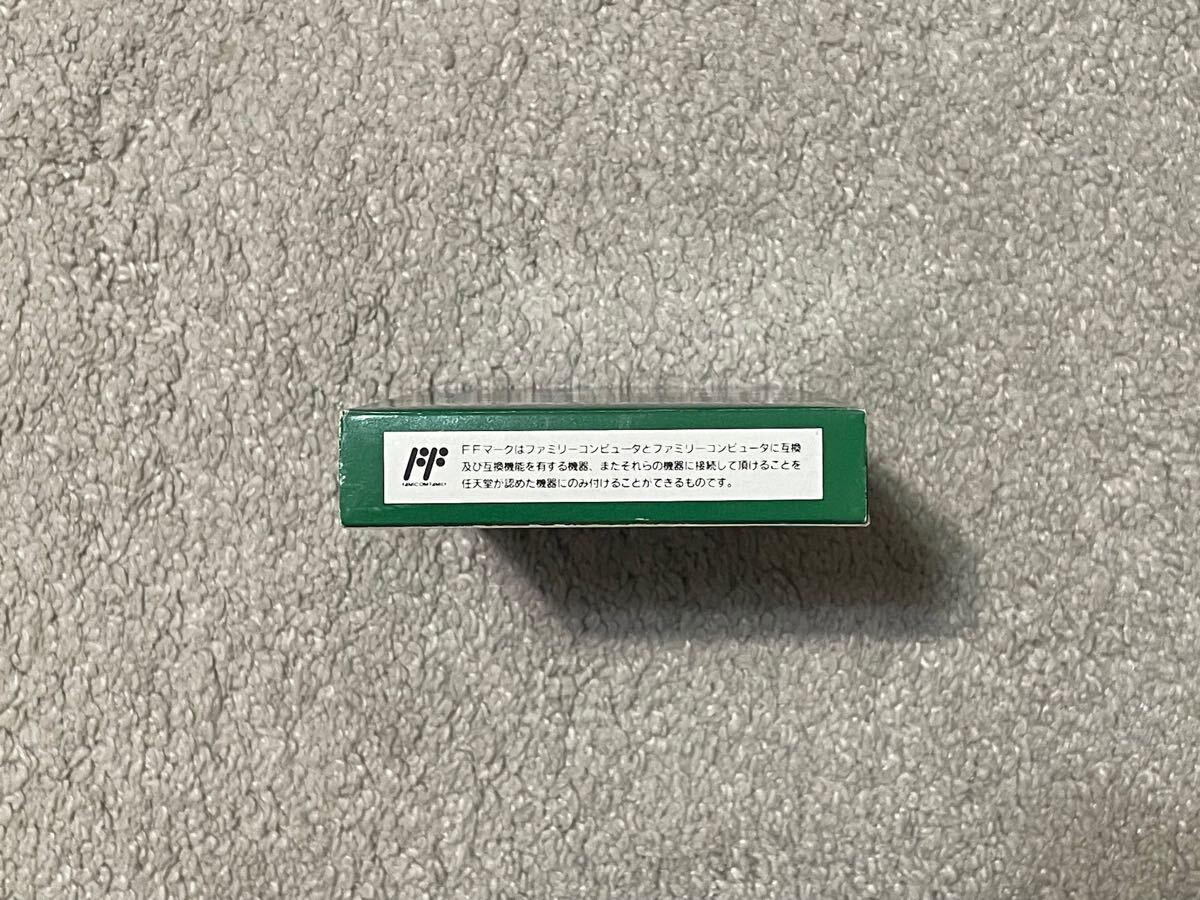 FFマークはファミリーコンピュータとファミリーコンピュータに互換
及び互換機能を有する機器、またそれらの機器に接続して頂けることを
任天堂が認めた機器にのみ付けることができるものです。
FF
FAMICOM FAMILY